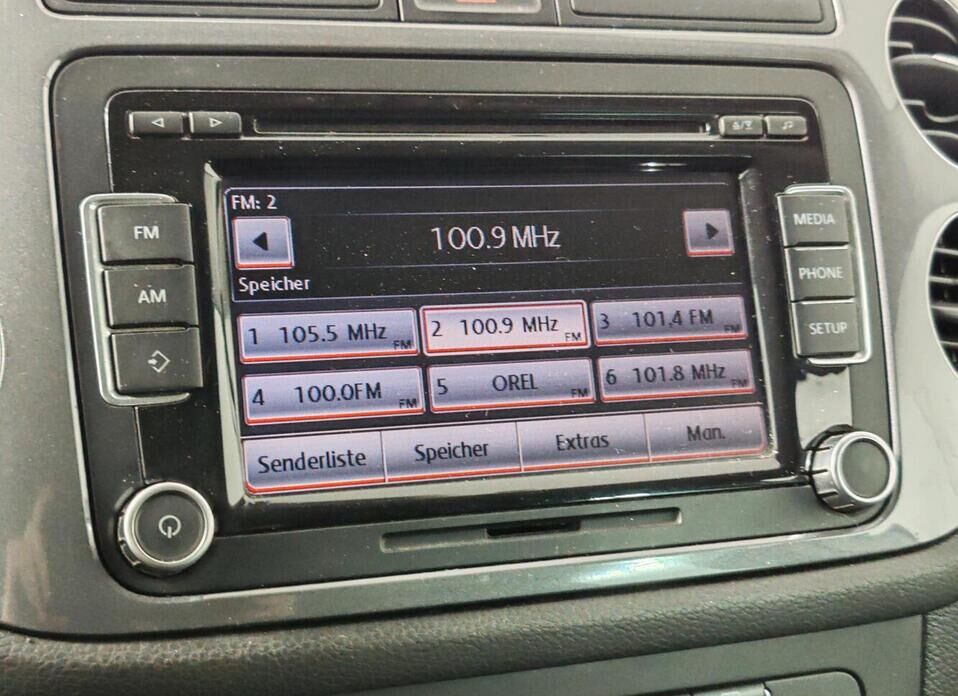 FM: 2
100.9 MHz
Speicher
1 105.5 MHz FM
2 100.9 MHz FM
3 101,4 FM FM
4 100.0FM FM
5 OREL FM
6 101.8 MHz FM
Senderliste
Speicher
Extras
Man.
FM
AM
MEDIA
PHONE
SETUP